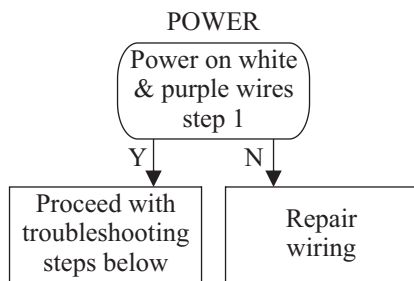 POWER
Power on white
& purple wires
step 1
Y
N
Proceed with
troubleshooting
steps below
Repair
wiring